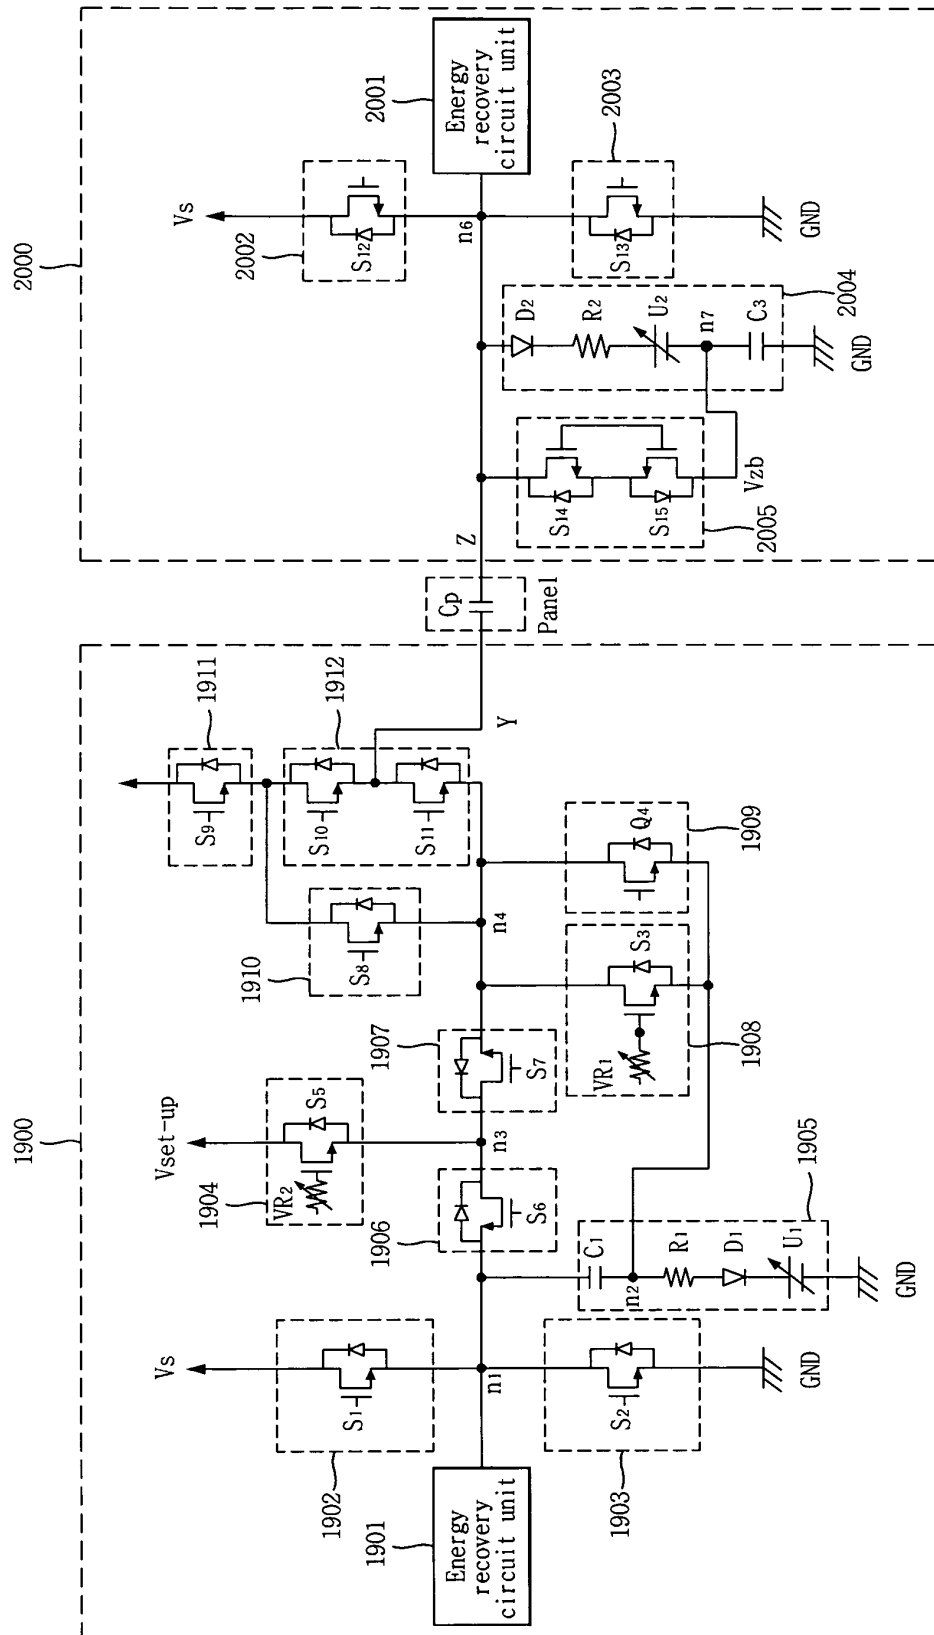 1900
2000
Energy
recovery
circuit unit
1901
Vs
S1
1902
n1
S2
1903
GND
Vset-up
VR2
S5
1904
S6
1906
n3
S7
1907
C1
n2
R1
D1
U1
1905
GND
VR1
S3
1908
Q4
1909
n4
S8
1910
S9
1911
S10
S11
1912
Y
Cp
Panel
Z
S14
S15
2005
Vzb
D2
R2
U2
n7
C3
2004
GND
Vs
S12
2002
n6
S13
2003
GND
Energy
recovery
circuit unit
2001